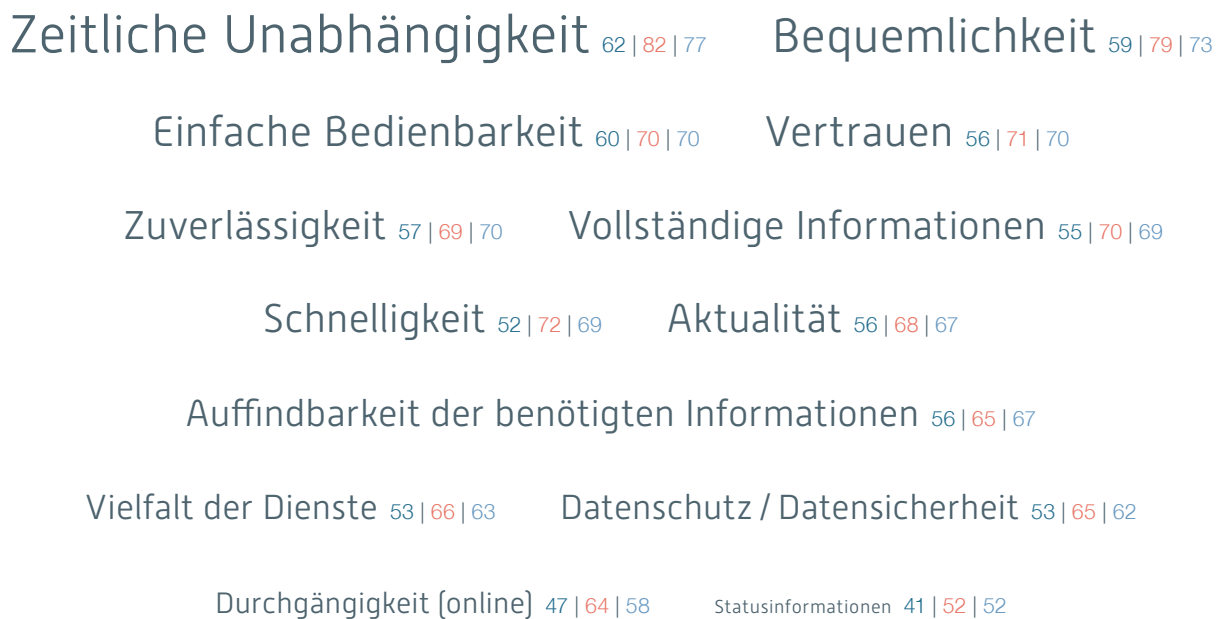 Zeitliche Unabhängigkeit 62 | 82 | 77 Bequemlichkeit 59 | 79 | 73
Einfache Bedienbarkeit 60 | 70 | 70 Vertrauen 56 | 71 | 70
Zuverlässigkeit 57 | 69 | 70 Vollständige Informationen 55 | 70 | 69
Schnelligkeit 52 | 72 | 69 Aktualität 56 | 68 | 67
Auffindbarkeit der benötigten Informationen 56 | 65 | 67
Vielfalt der Dienste 53 | 66 | 63 Datenschutz / Datensicherheit 53 | 65 | 62
Durchgängigkeit (online) 47 | 64 | 58 Statusinformationen 41 | 52 | 52